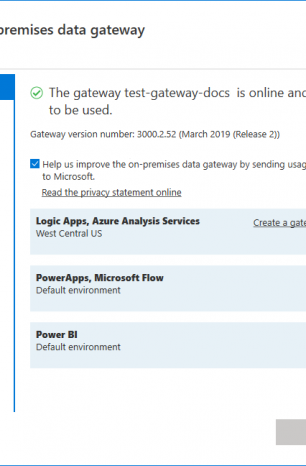 premises data gateway
The gateway test-gateway-docs is online and
to be used.
Gateway version number: 3000.2.52 (March 2019 (Release 2))
Help us improve the on-premises data gateway by sending usag
to Microsoft.
Read the privacy statement online
Logic Apps, Azure Analysis Services
Create a gate
West Central US
PowerApps, Microsoft Flow
Default environment
Power BI
Default environment